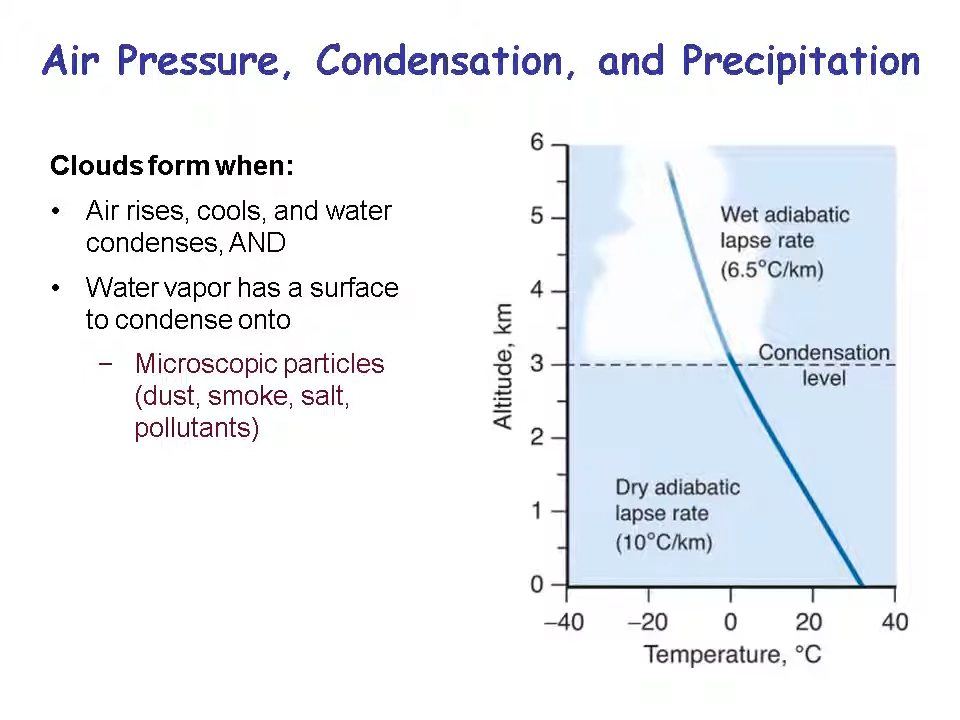 Air Pressure, Condensation, and Precipitation
Clouds form when:
• Air rises, cools, and water
condenses, AND
• Water vapor has a surface
to condense onto
– Microscopic particles
(dust, smoke, salt,
pollutants)
6
5
4
3
2
1
0
Altitude, km
Wet adiabatic
lapse rate
(6.5°C/km)
Condensation
level
Dry adiabatic
lapse rate
(10°C/km)
–40
–20
0
20
40
Temperature, °C